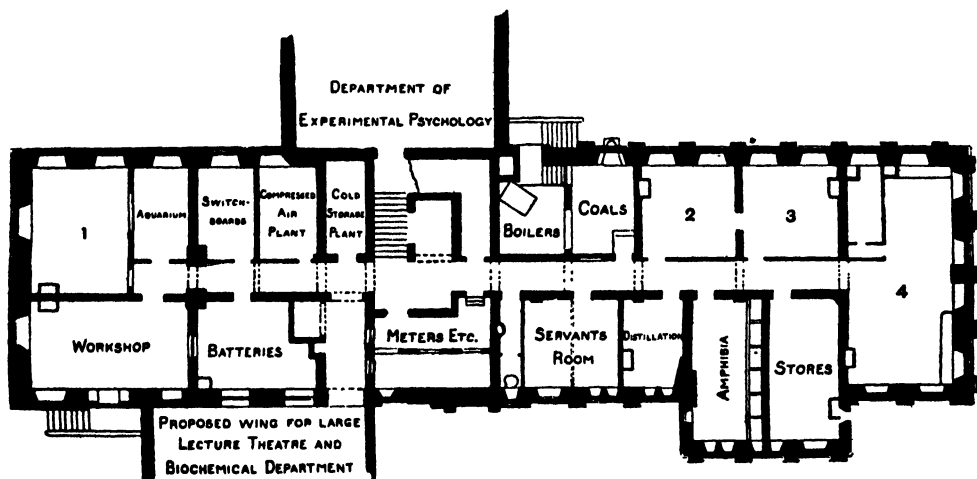 DEPARTMENT OF
EXPERIMENTAL PSYCHOLOGY
1
AQUARIUM
SWITCH-
BOARDS
COMPRESSED
AIR
PLANT
COLD
STORAGE
PLANT
BOILERS
COALS
2
3
4
WORKSHOP
BATTERIES
METERS ETC.
SERVANTS
ROOM
DISTILLATION
AMPHIBIA
STORES
PROPOSED WING FOR LARGE
LECTURE THEATRE AND
BIOCHEMICAL DEPARTMENT